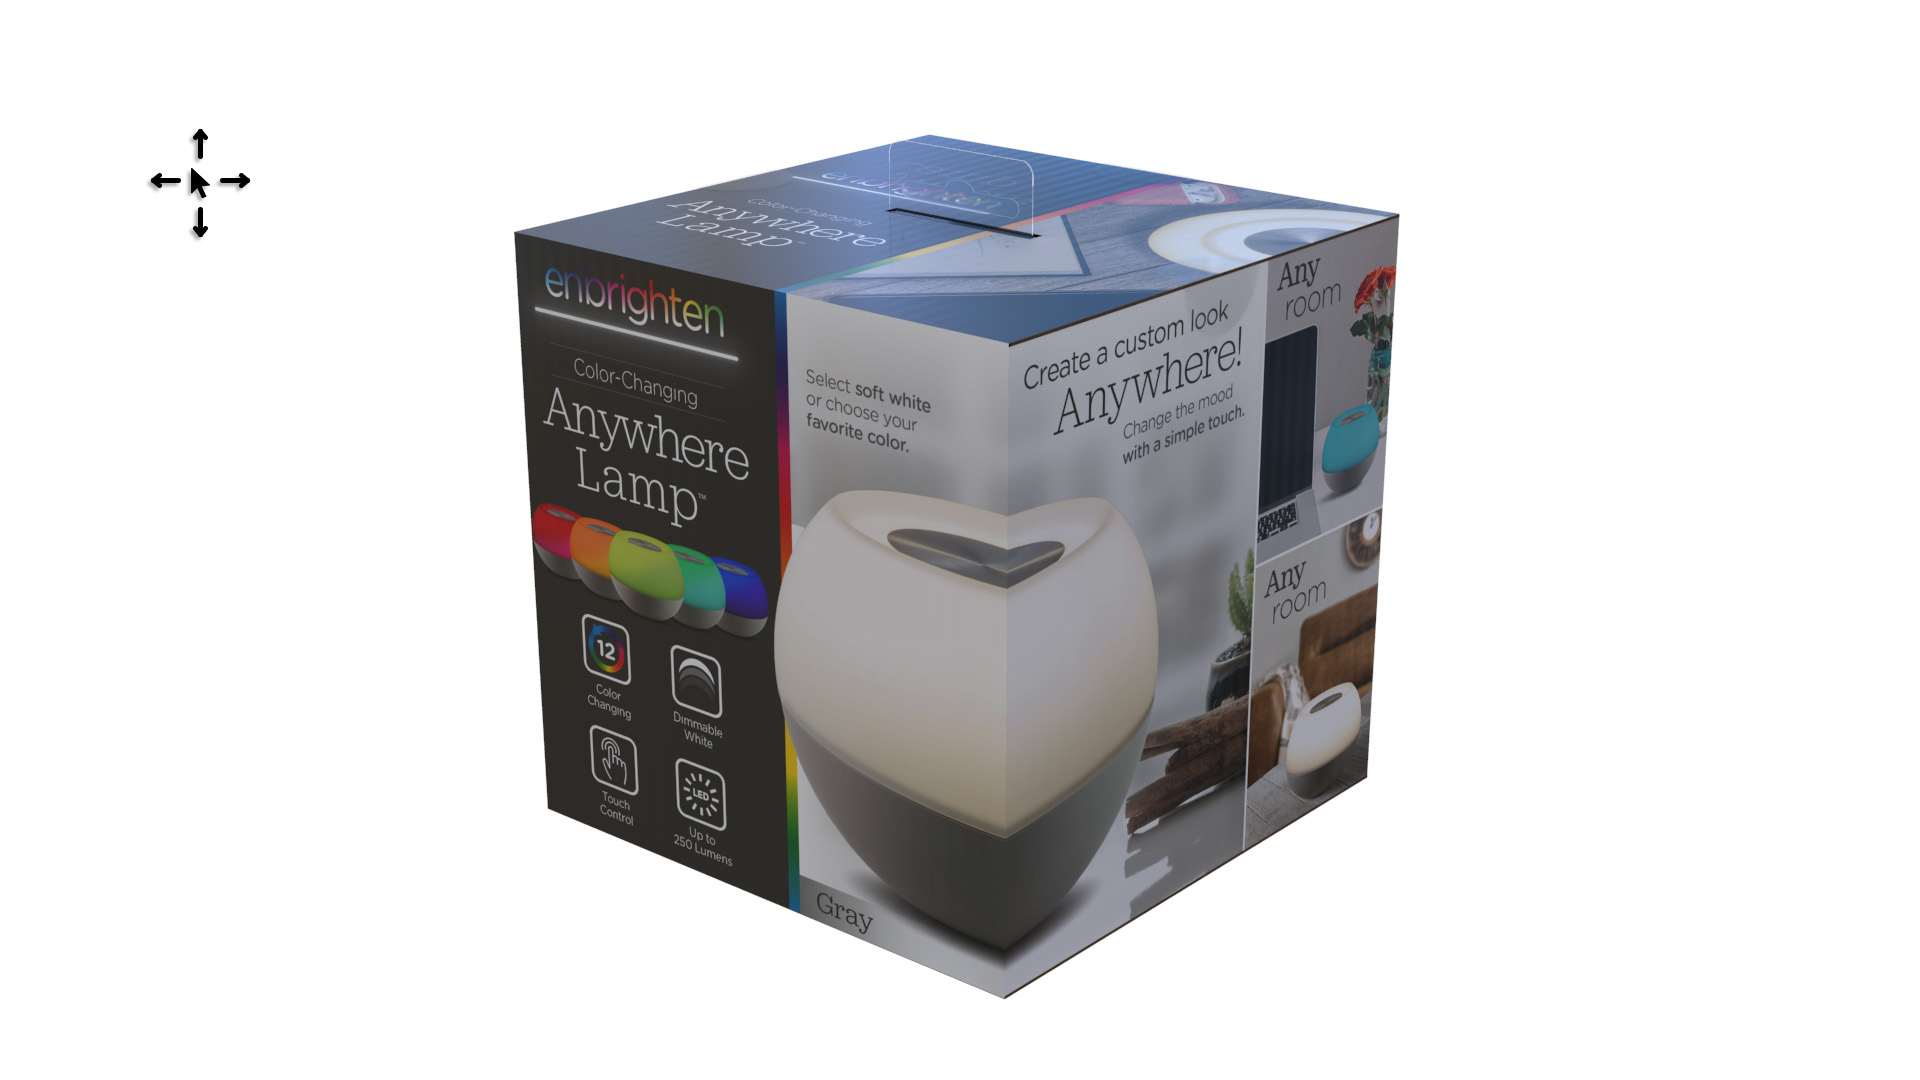 enbrighten
Color-Changing
Anywhere
Lamp™
enbrighten
Color-Changing
Anywhere
Lamp™
12
Color
Changing
Dimmable
White
Touch
Control
LED
Up to
250 Lumens
Select soft white
or choose your
favorite color.
Gray
Create a custom look
Anywhere!
Change the mood
with a simple touch.
Any
room
Any
room